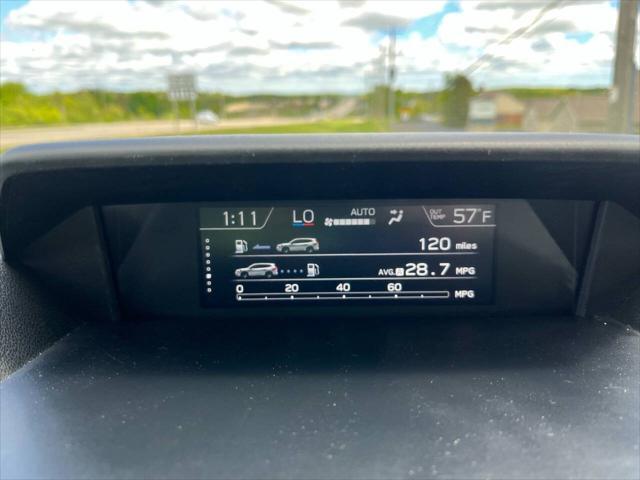 1:11 LO AUTO OUT TEMP 57°F
120 miles
AVG. A 28.7 MPG
0 20 40 60 MPG